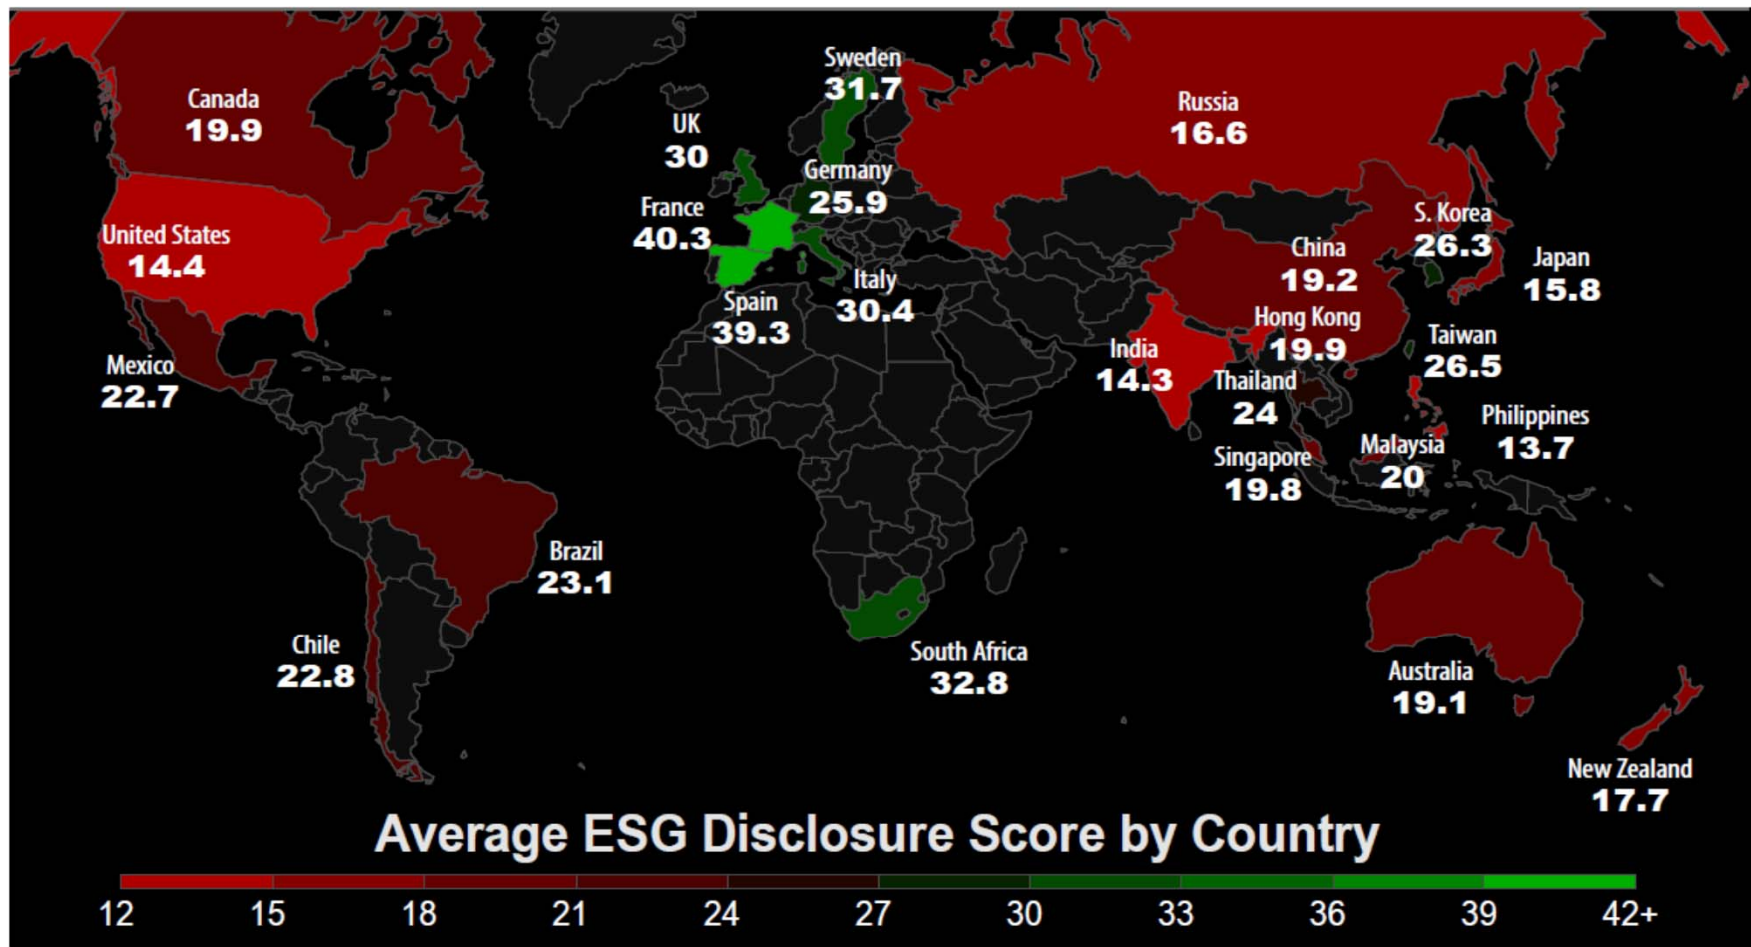 Sweden
31.7
Canada
19.9
Russia
16.6
UK
30
Germany
25.9
France
40.3
S. Korea
26.3
United States
14.4
China
19.2
Japan
15.8
Italy
30.4
Spain
39.3
Hong Kong
19.9
Taiwan
26.5
India
14.3
Mexico
22.7
Thailand
24
Philippines
13.7
Malaysia
20
Singapore
19.8
Brazil
23.1
Chile
22.8
South Africa
32.8
Australia
19.1
New Zealand
17.7
Average ESG Disclosure Score by Country
12 15 18 21 24 27 30 33 36 39 42+